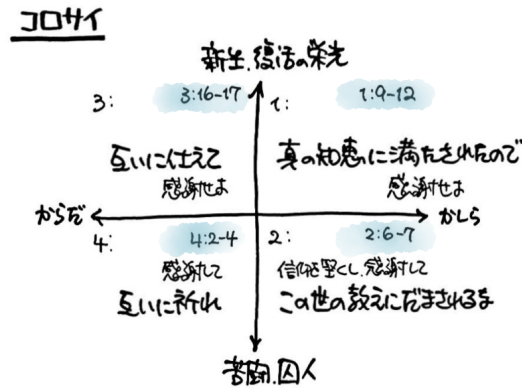 コロサイ
新生、復活の栄光
3: 3:16-17
1: 1:9-12
互いに仕えて
感謝せよ
真の知恵に満たされたので
感謝せよ
からだ
かしら
4: 4:2-4
2: 2:6-7
感謝して
互いに祈れ
信仰を堅くし、感謝して
この世の教えにだまされるな
苦闘、囚人